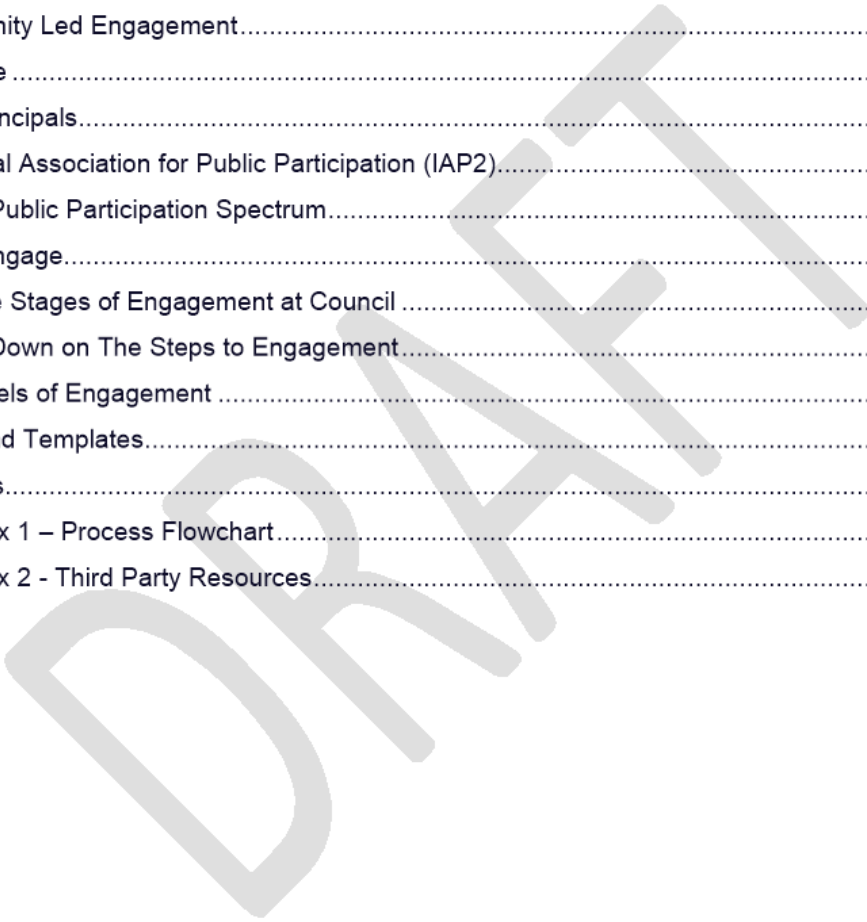 nity Led Engagement..........
e ..........
ncipals..........
al Association for Public Participation (IAP2)..........
Public Participation Spectrum..........
ngage..........
e Stages of Engagement at Council ..........
Down on The Steps to Engagement..........
els of Engagement ..........
nd Templates..........
s..........
x 1 – Process Flowchart..........
x 2 - Third Party Resources..........
DRAFT